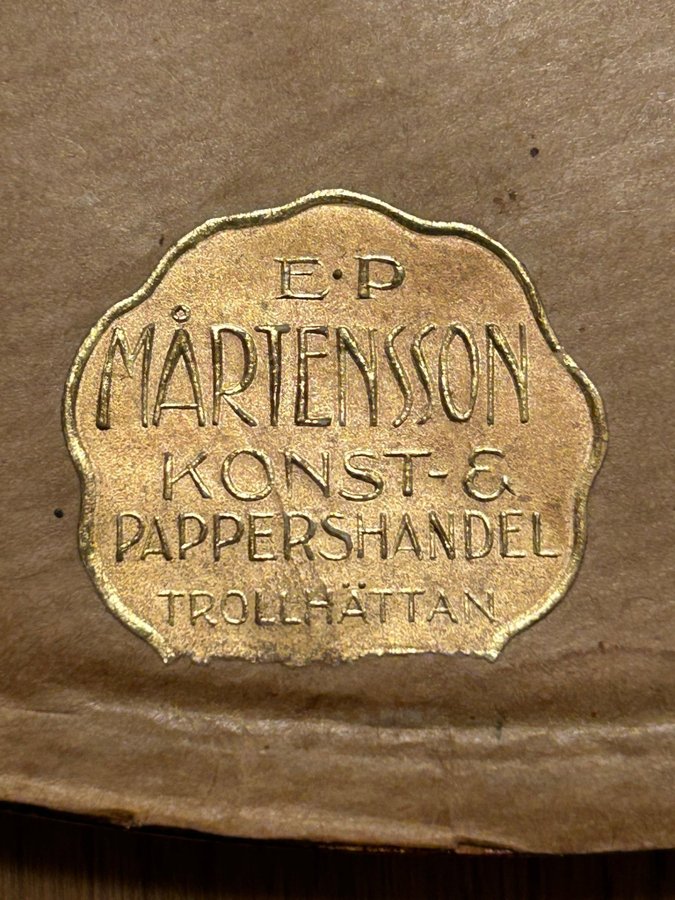 E·P
MÅRTENSSON
KONST- &
PAPPERSHANDEL
TROLLHÄTTAN